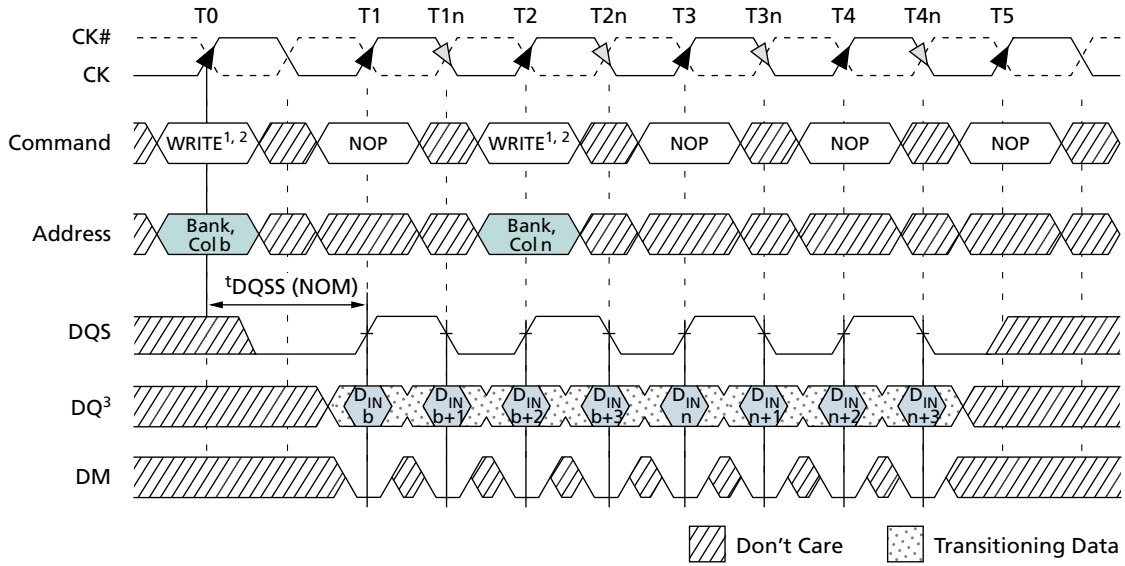 T0 T1 T1n T2 T2n T3 T3n T4 T4n T5
CK#
CK
Command WRITE1, 2 NOP WRITE1, 2 NOP NOP NOP
Address Bank, Col b Bank, Col n
tDQSS (NOM)
DQS
DQ3 DIN b DIN b+1 DIN b+2 DIN b+3 DIN n DIN n+1 DIN n+2 DIN n+3
DM
Don't Care Transitioning Data